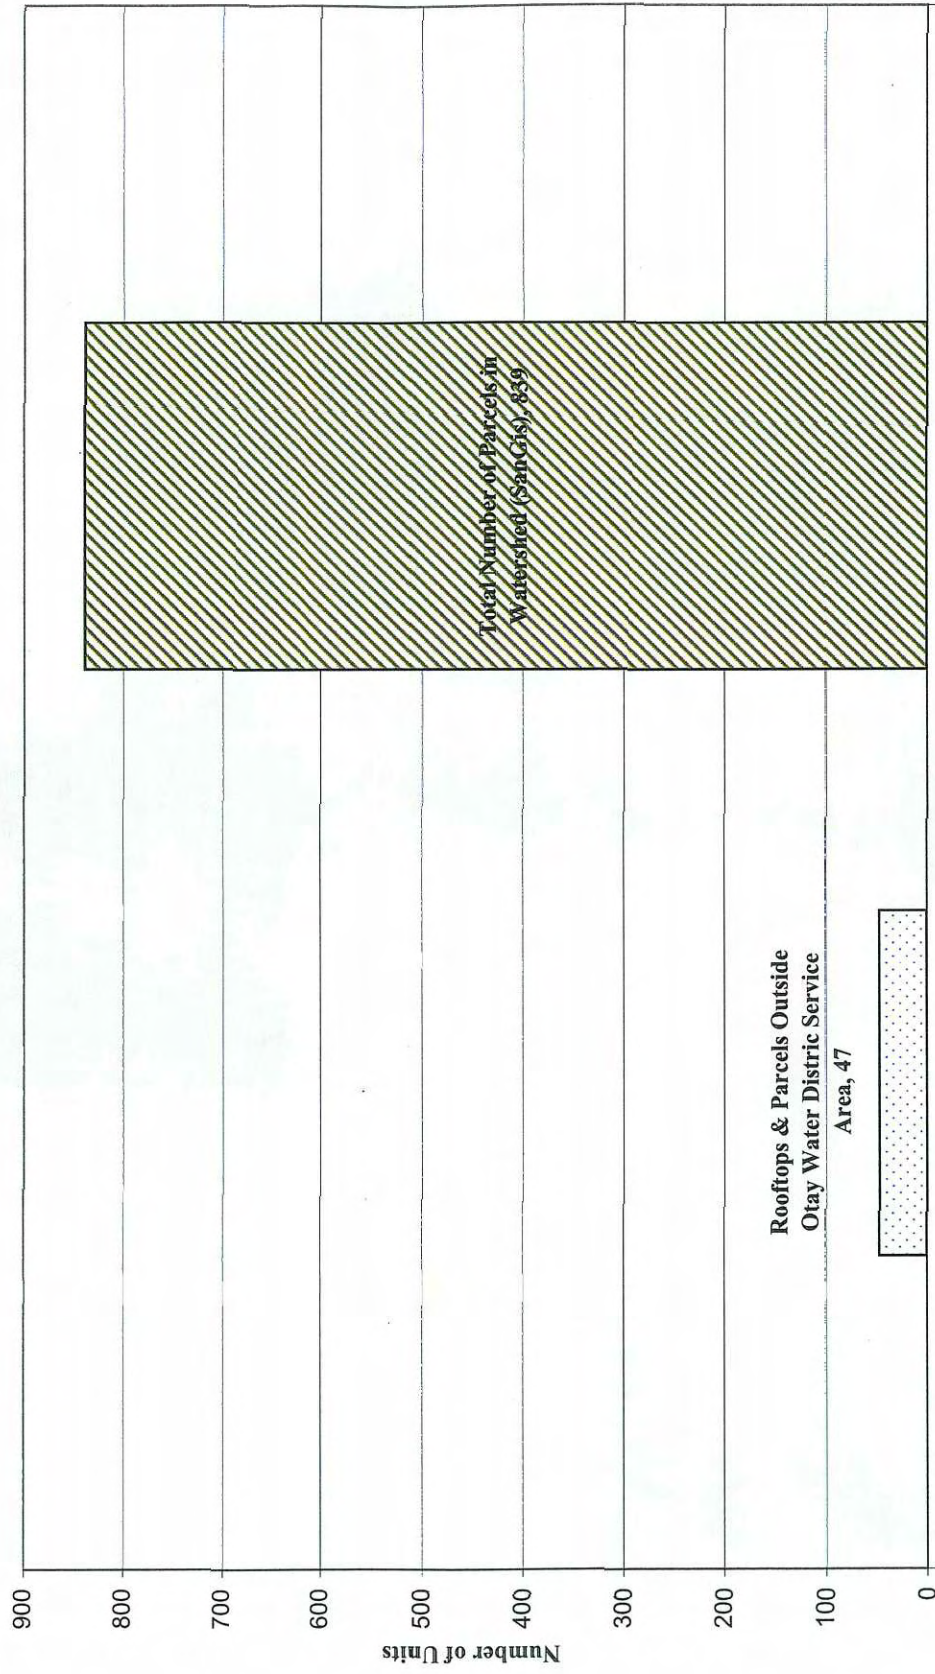 900
800
700
600
500
400
300
200
100
0
Number of Units
Rooftops & Parcels Outside
Otay Water Distric Service
Area, 47
Total Number of Parcels in
Watershed (SanGis), 839